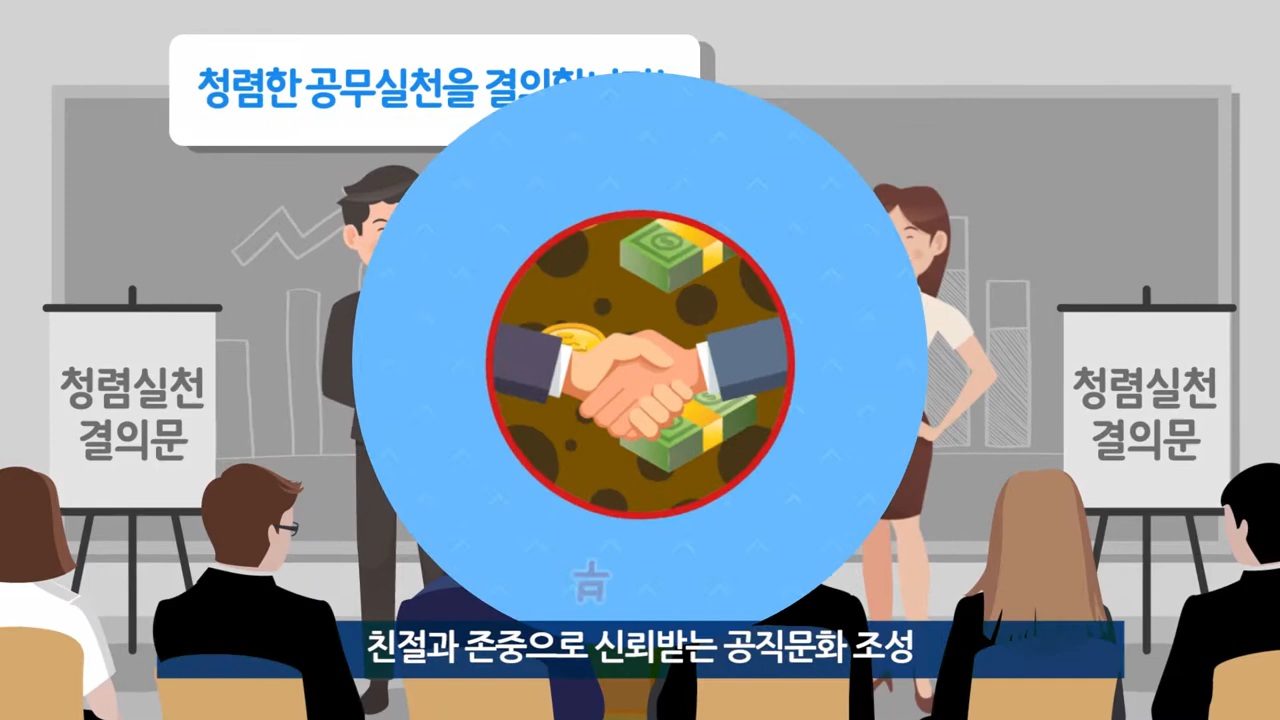 청렴한 공무실천을
청렴실천
결의문
청렴실천
결의문
친절과 존중으로 신뢰받는 공직문화 조성